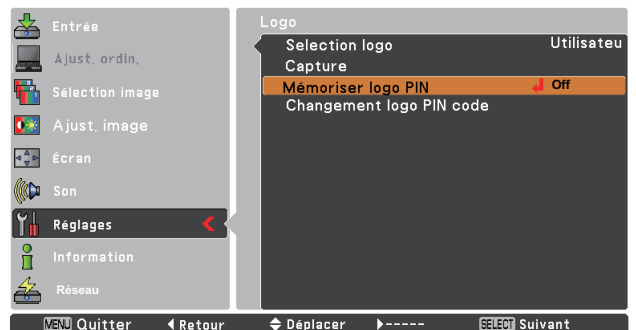 Entrée
Ajust. ordin.
Sélection image
Ajust. image
Écran
Son
Réglages
Information
Réseau
Logo
Selection logo Utilisateu
Capture
Mémoriser logo PIN Off
Changement logo PIN code
MENU Quitter Retour Déplacer ----- SELECT Suivant